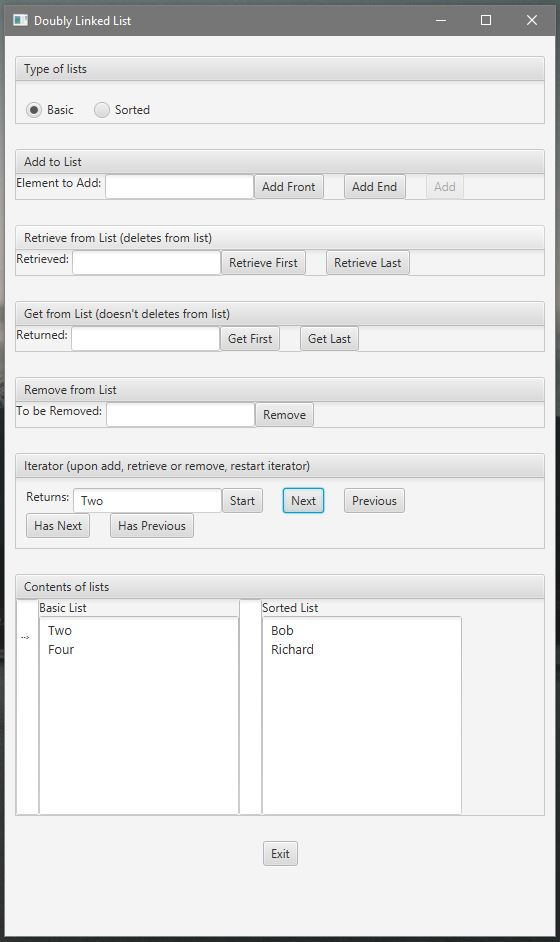 Doubly Linked List
Type of lists
Basic Sorted
Add to List
Element to Add: Add Front Add End Add
Retrieve from List (deletes from list)
Retrieved: Retrieve First Retrieve Last
Get from List (doesn't deletes from list)
Returned: Get First Get Last
Remove from List
To be Removed: Remove
Iterator (upon add, retrieve or remove, restart iterator)
Returns: Two Start Next Previous
Has Next Has Previous
Contents of lists
Basic List Sorted List
Two Bob
Four Richard
Exit